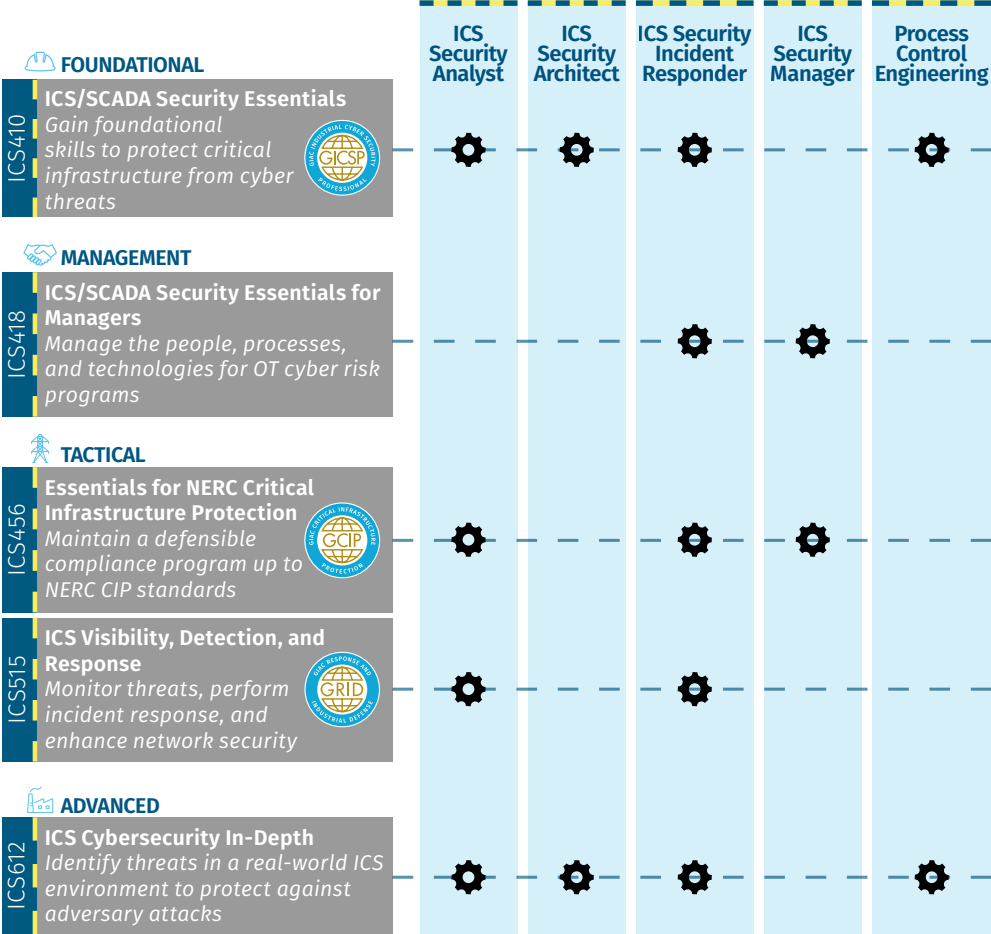 ICS
Security
Analyst
ICS
Security
Architect
ICS Security
Incident
Responder
ICS
Security
Manager
Process
Control
Engineering
FOUNDATIONAL
ICS410
ICS/SCADA Security Essentials
Gain foundational
skills to protect critical
infrastructure from cyber
threats
GIAC INDUSTRIAL CYBER SECURITY
GICSP
PROFESSIONAL
MANAGEMENT
ICS418
ICS/SCADA Security Essentials for
Managers
Manage the people, processes,
and technologies for OT cyber risk
programs
TACTICAL
ICS456
Essentials for NERC Critical
Infrastructure Protection
Maintain a defensible
compliance program up to
NERC CIP standards
GIAC CRITICAL INFRASTRUCTURE
GCIP
PROTECTION
ICS515
ICS Visibility, Detection, and
Response
Monitor threats, perform
incident response, and
enhance network security
GIAC RESPONSE AND
GRID
INDUSTRIAL DEFENSE
ADVANCED
ICS612
ICS Cybersecurity In-Depth
Identify threats in a real-world ICS
environment to protect against
adversary attacks